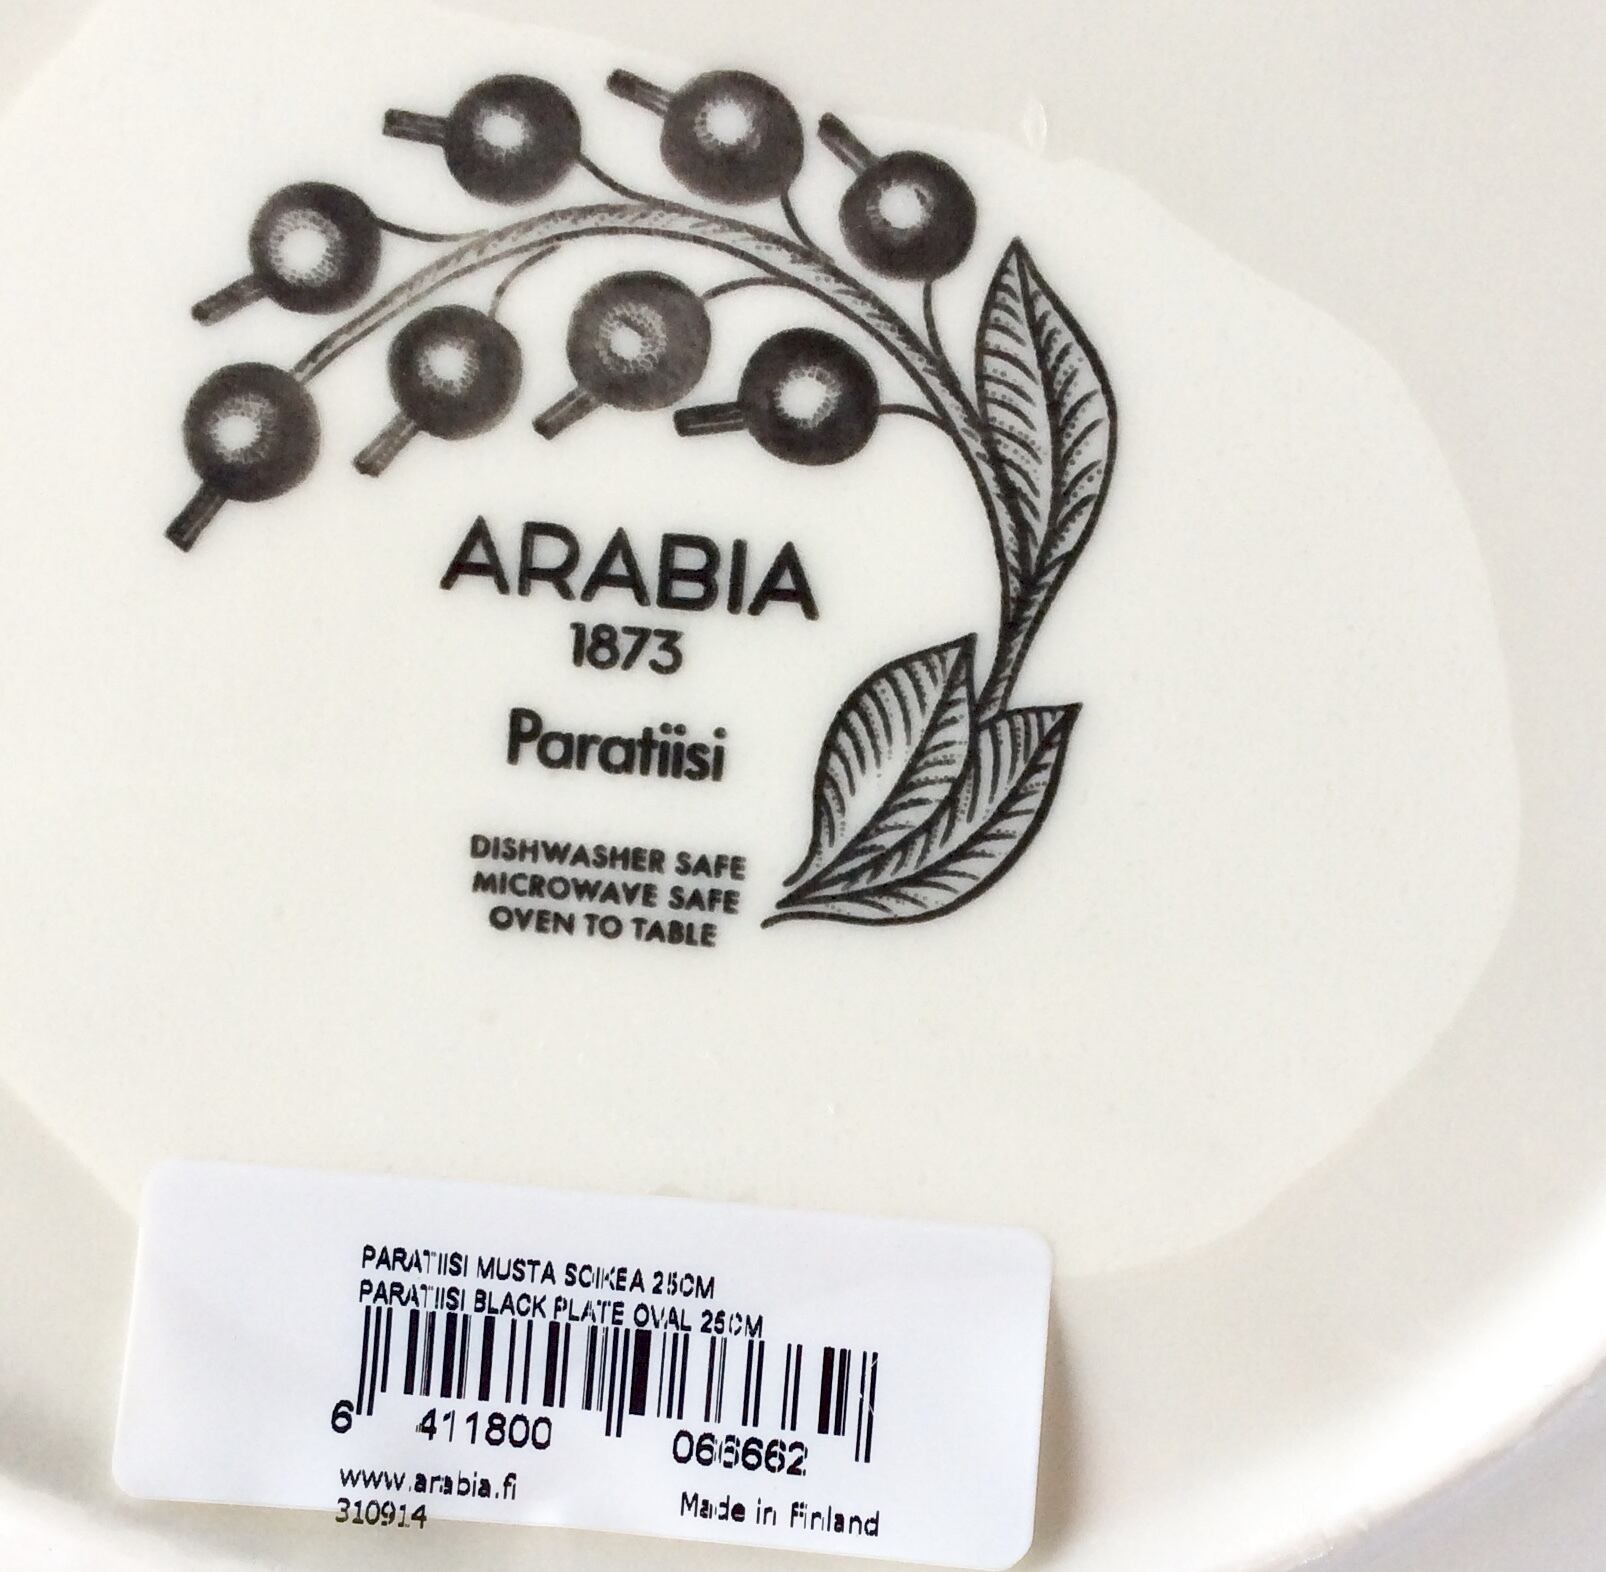 ARABIA
1873
Paratiisi
DISHWASHER SAFE
MICROWAVE SAFE
OVEN TO TABLE
PARATIISI MUSTA SOIKEA 25CM
PARATIISI BLACK PLATE OVAL 25CM
6 411800 066662
www.arabia.fi
310914 Made in Finland